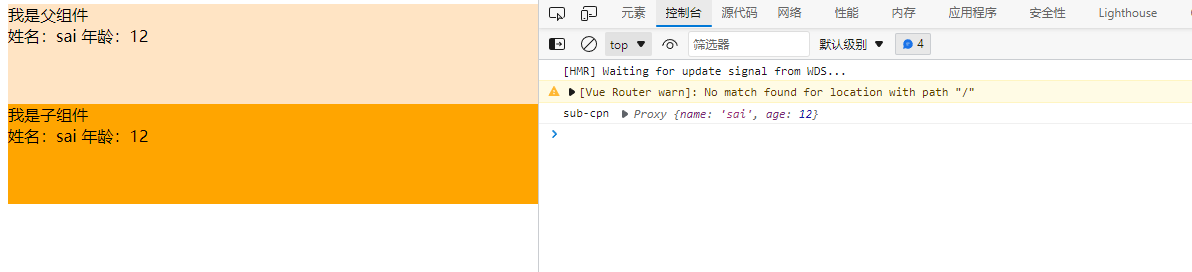 我是父组件
姓名：sai 年龄：12
我是子组件
姓名：sai 年龄：12
元素 控制台 源代码 网络 性能 内存 应用程序 安全性 Lighthouse
top 筛选器 默认级别 4
[HMR] Waiting for update signal from WDS...
[Vue Router warn]: No match found for location with path "/"
sub-cpn Proxy {name: 'sai', age: 12}